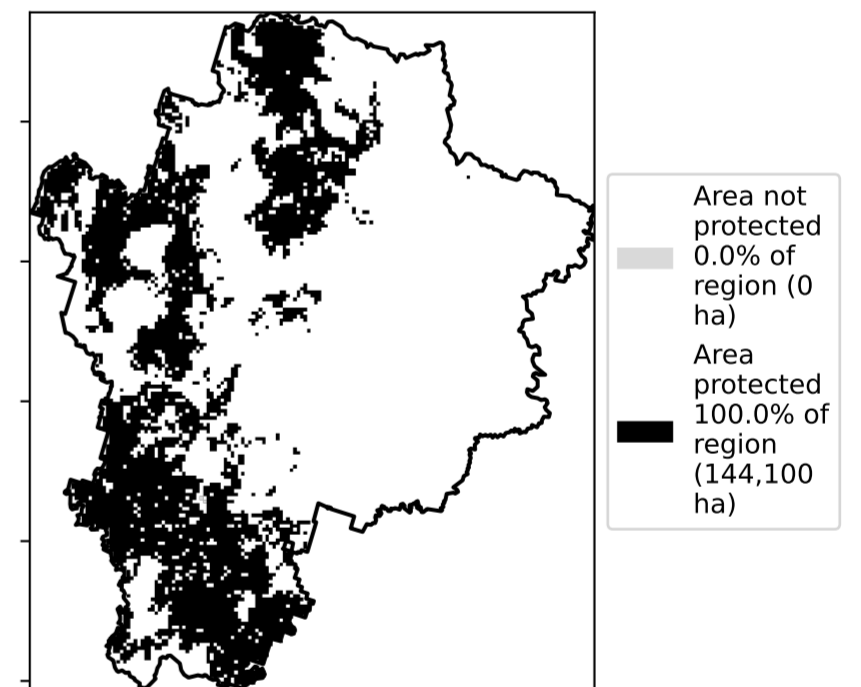 Area not
protected
0.0% of
region (0
ha)
Area
protected
100.0% of
region
(144,100
ha)